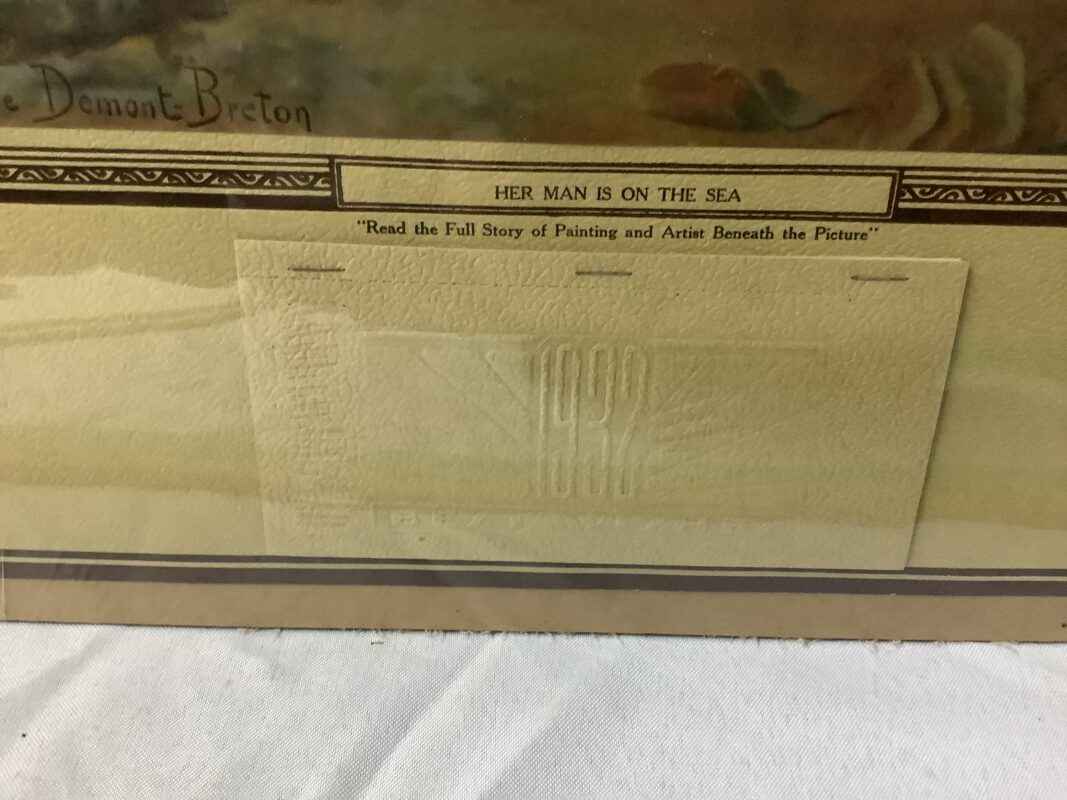 e Demont-Breton
HER MAN IS ON THE SEA
"Read the Full Story of Painting and Artist Beneath the Picture"
1932